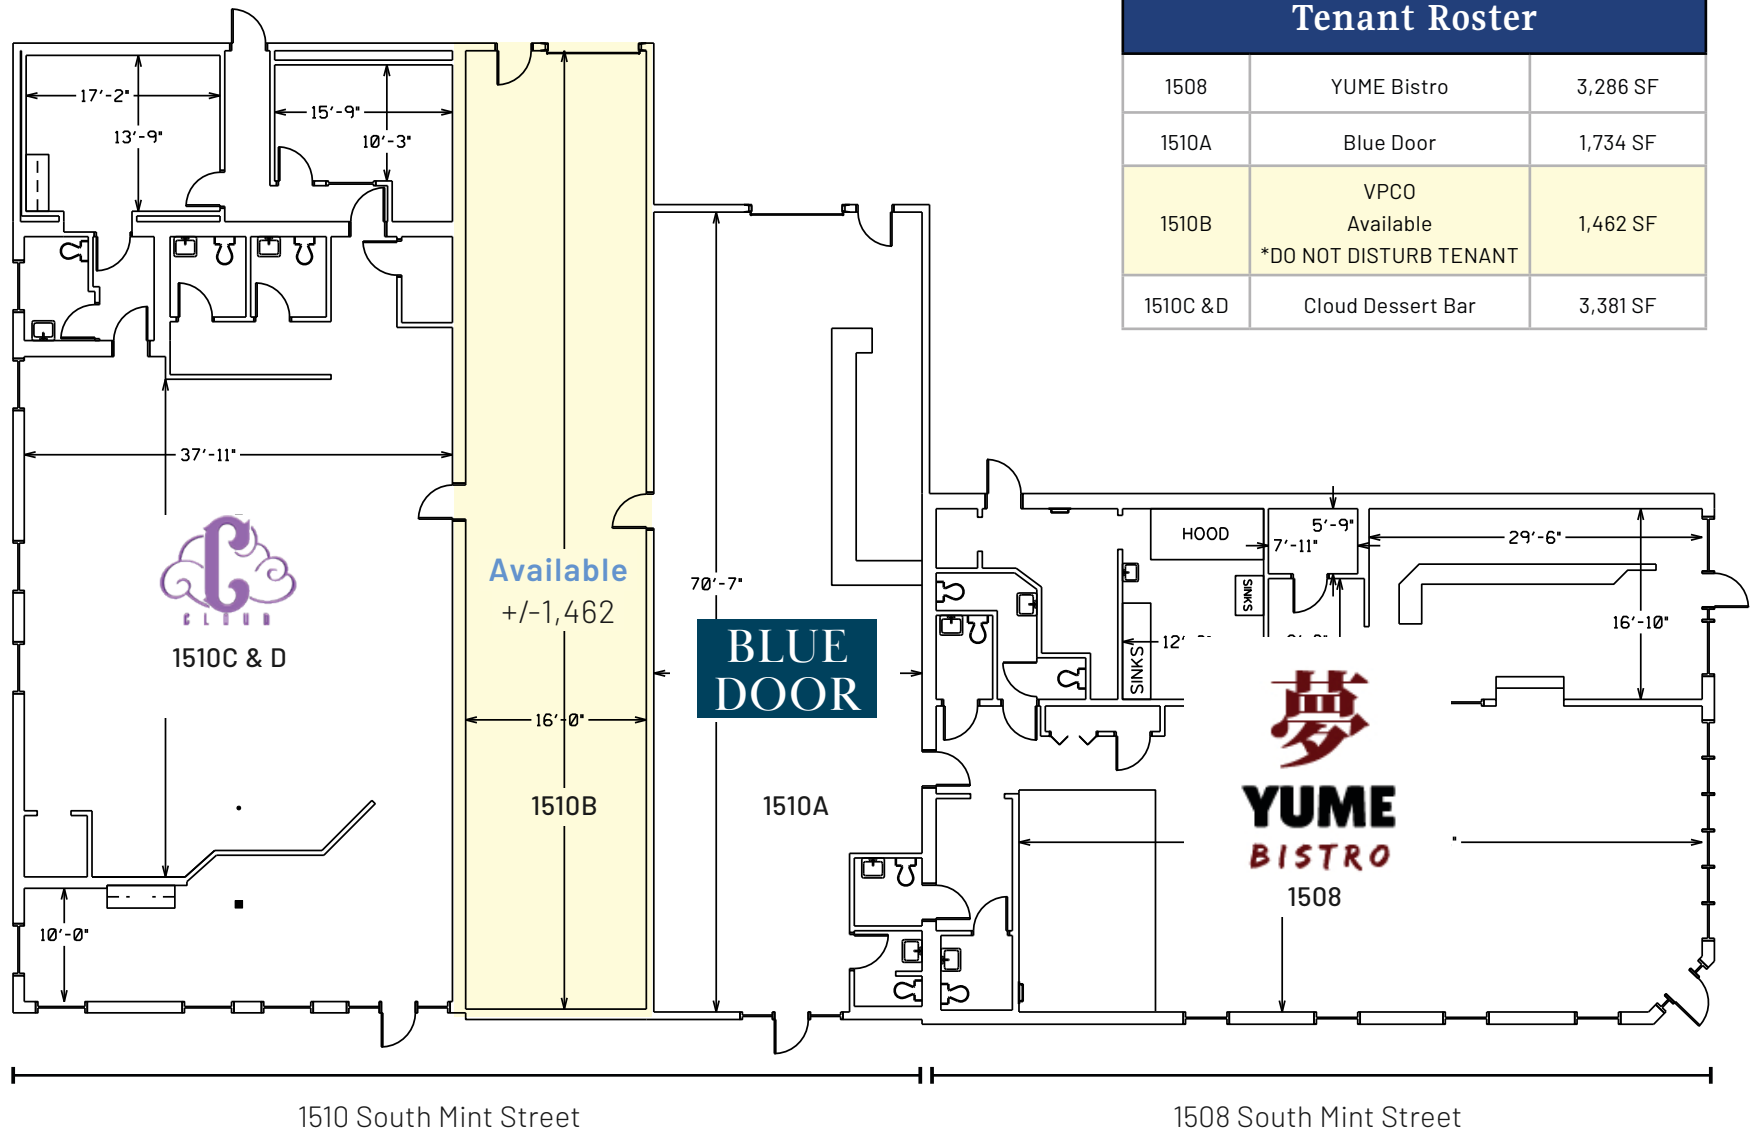 Tenant Roster
1508 YUME Bistro 3,286 SF
1510A Blue Door 1,734 SF
1510B VPCO Available *DO NOT DISTURB TENANT 1,462 SF
1510C &D Cloud Dessert Bar 3,381 SF
17'-2"
13'-9"
15'-9"
10'-3"
37'-11"
CLOUD
1510C & D
10'-0"
Available
+/-1,462
16'-0"
1510B
70'-7"
BLUE
DOOR
1510A
HOOD
5'-9"
7'-11"
29'-6"
SINKS
16'-10"
SINKS
夢
YUME
BISTRO
1508
1510 South Mint Street
1508 South Mint Street